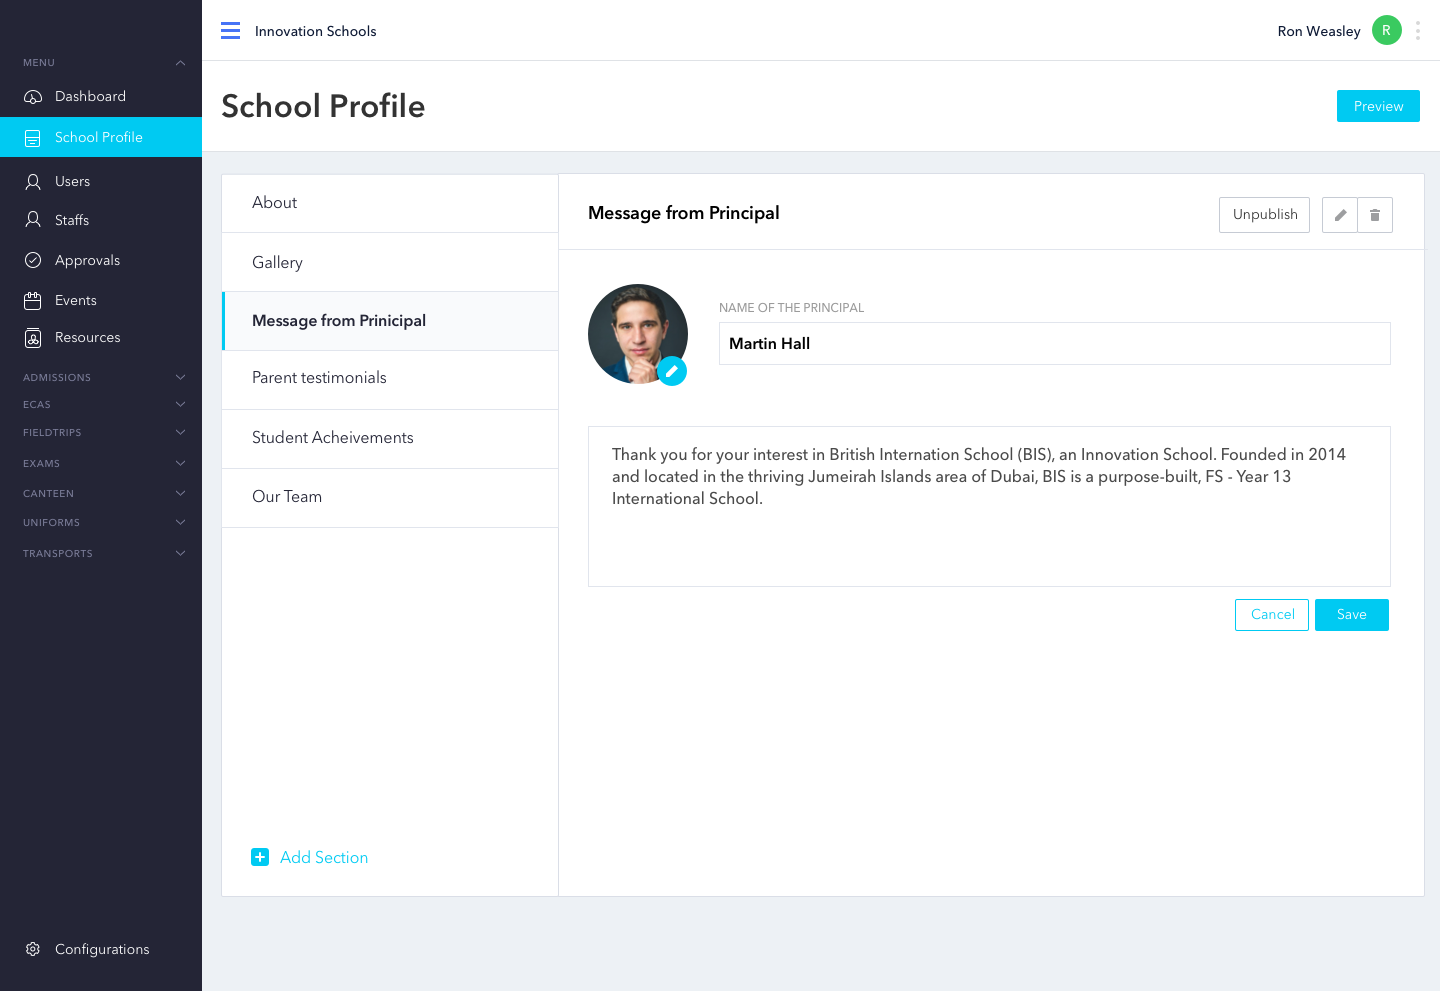 Innovation Schools
Ron Weasley
R
MENU
Dashboard
School Profile
Users
Staffs
Approvals
Events
Resources
ADMISSIONS
ECAS
FIELDTRIPS
EXAMS
CANTEEN
UNIFORMS
TRANSPORTS
Configurations
School Profile
Preview
About
Gallery
Message from Prinicipal
Parent testimonials
Student Acheivements
Our Team
Add Section
Message from Principal
Unpublish
NAME OF THE PRINCIPAL
Martin Hall
Thank you for your interest in British Internation School (BIS), an Innovation School. Founded in 2014
and located in the thriving Jumeirah Islands area of Dubai, BIS is a purpose-built, FS - Year 13
International School.
Cancel
Save